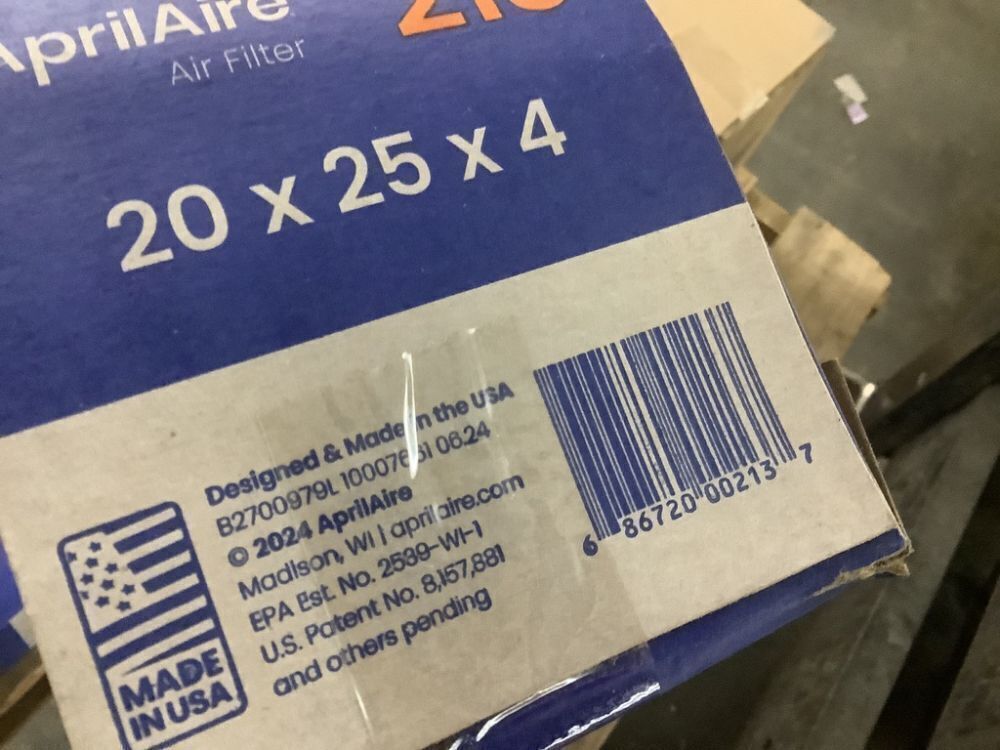 AprilAire
Air Filter
20 x 25 x 4
Designed & Made in the USA
B2700979L 06.24
© 2024 AprilAire
Madison, WI | aprilaire.com
EPA Est. No. 2539-WI-1
U.S. Patent No. 8,157,881
and others pending
MADE
IN USA
6 86720 00213 7